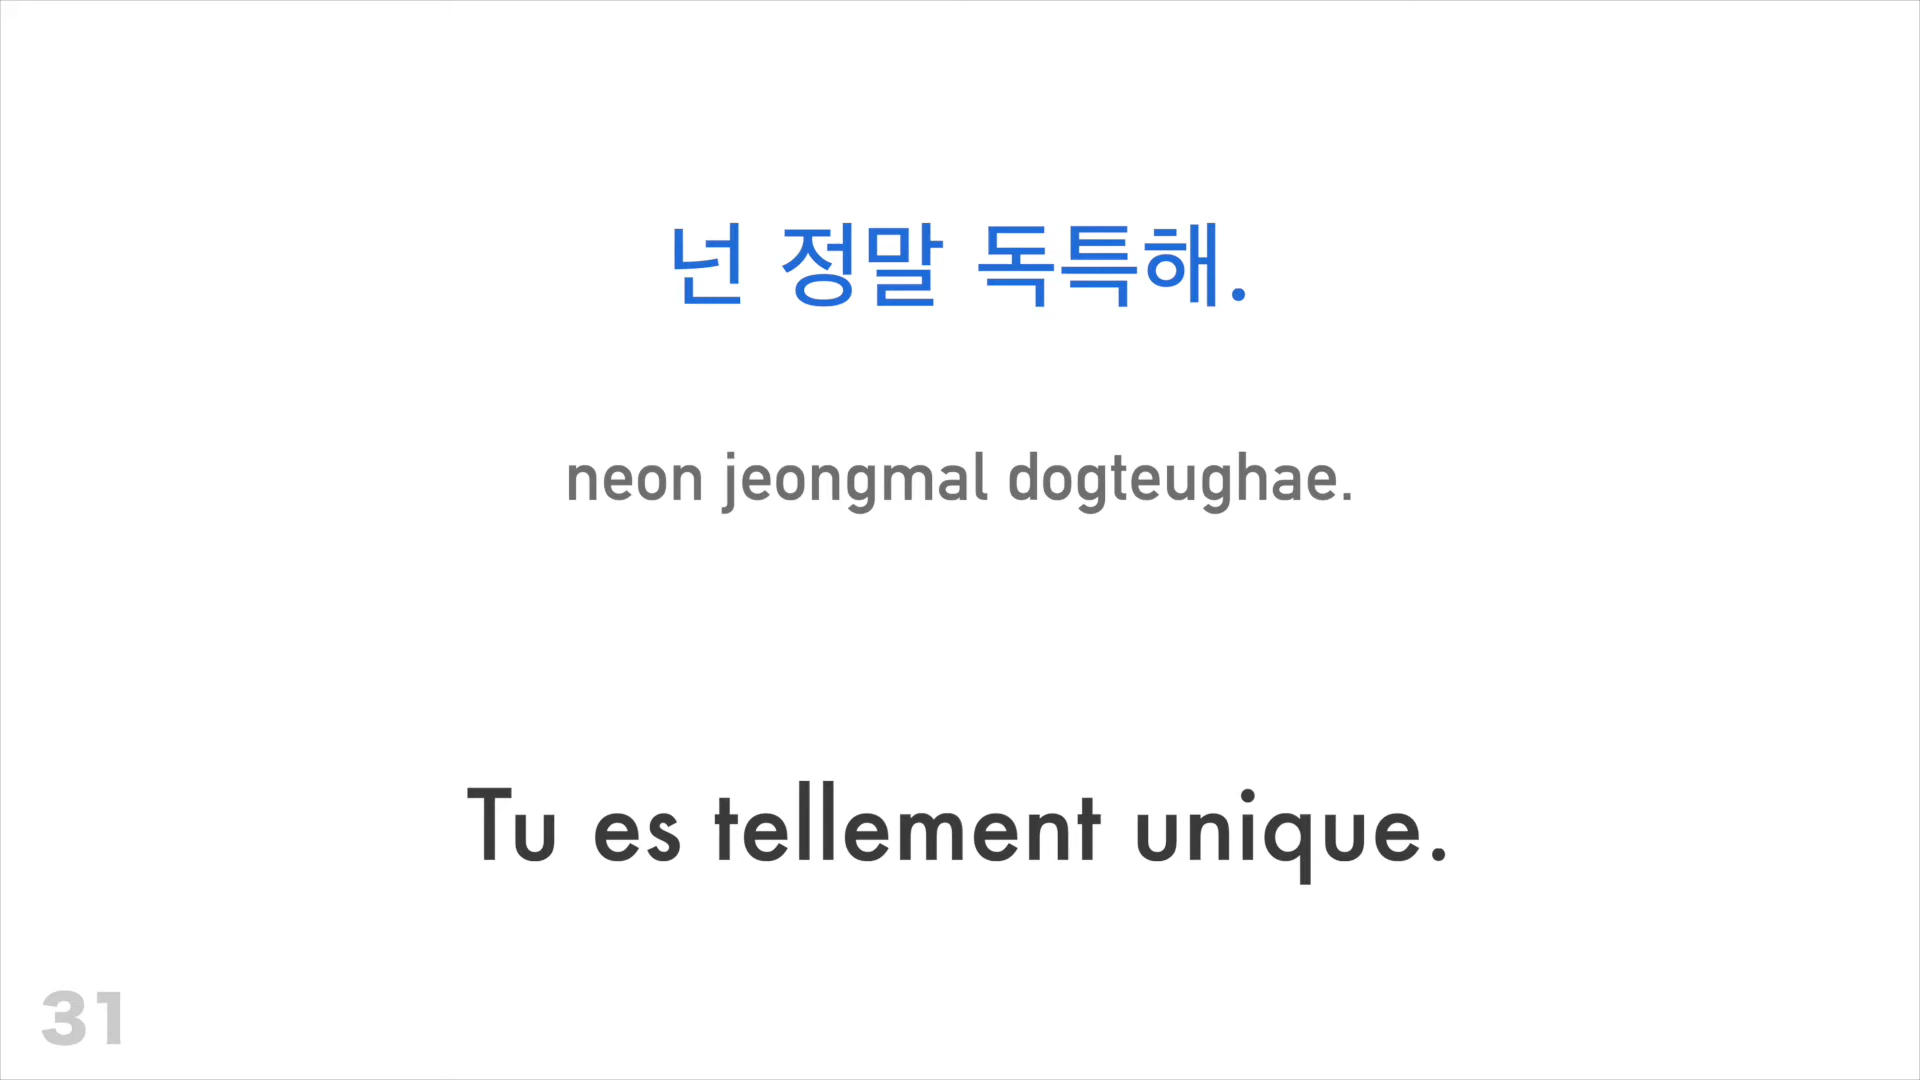 넌 정말 독특해.
neon jeongmal dogteughae.
Tu es tellement unique.
31